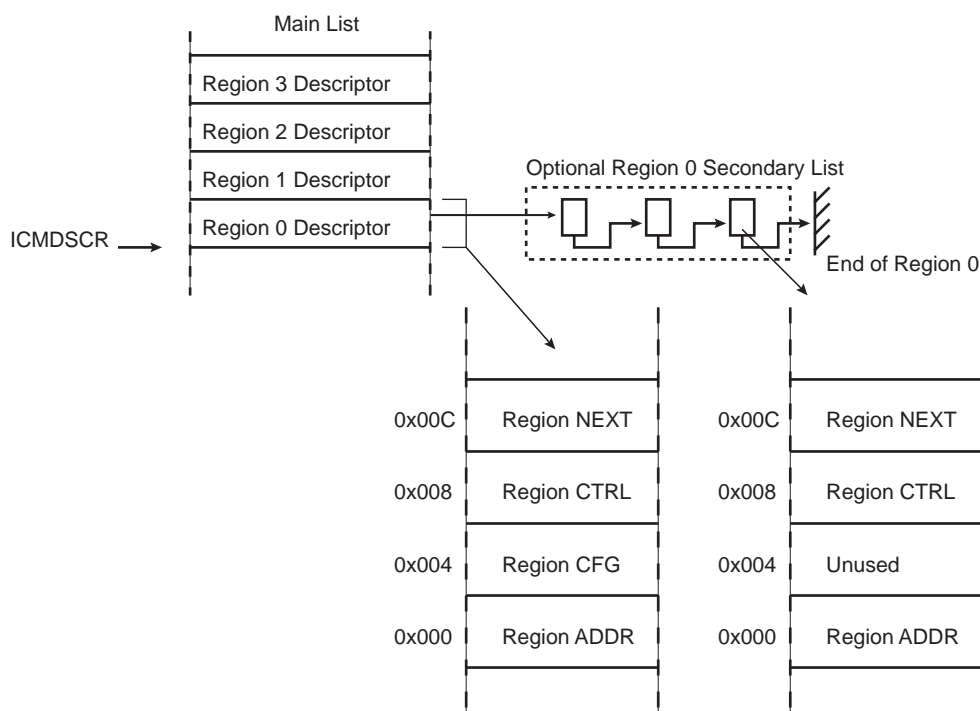 Main List
Region 3 Descriptor
Region 2 Descriptor
Region 1 Descriptor
Region 0 Descriptor
ICMDSCR
Optional Region 0 Secondary List
End of Region 0
0x00C Region NEXT
0x008 Region CTRL
0x004 Region CFG
0x000 Region ADDR
0x00C Region NEXT
0x008 Region CTRL
0x004 Unused
0x000 Region ADDR